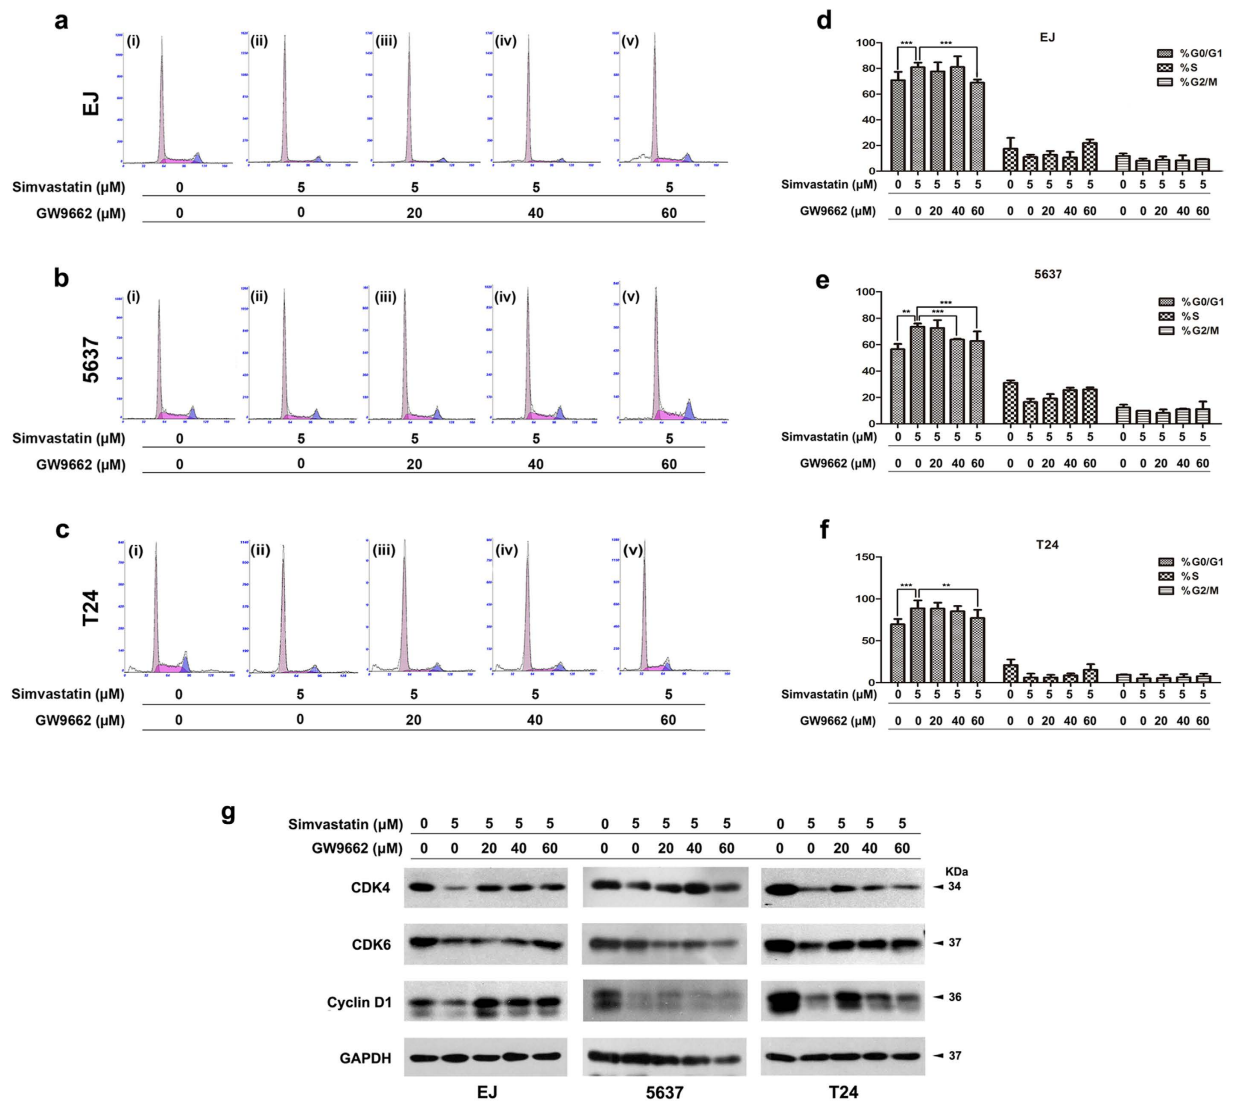 a
(i) (ii) (iii) (iv) (v)
EJ
Simvastatin (μM) 0 5 5 5 5
GW9662 (μM) 0 0 20 40 60
d
EJ
%G0/G1
%S
%G2/M
100
80
60
40
20
0
*** ***
Simvastatin (μM) 0 5 5 5 5 0 5 5 5 5 0 5 5 5 5
GW9662 (μM) 0 0 20 40 60 0 0 20 40 60 0 0 20 40 60
b
(i) (ii) (iii) (iv) (v)
5637
Simvastatin (μM) 0 5 5 5 5
GW9662 (μM) 0 0 20 40 60
e
5637
%G0/G1
%S
%G2/M
100
80
60
40
20
0
***
** ***
Simvastatin (μM) 0 5 5 5 5 0 5 5 5 5 0 5 5 5 5
GW9662 (μM) 0 0 20 40 60 0 0 20 40 60 0 0 20 40 60
c
(i) (ii) (iii) (iv) (v)
T24
Simvastatin (μM) 0 5 5 5 5
GW9662 (μM) 0 0 20 40 60
f
T24
%G0/G1
%S
%G2/M
150
100
50
0
*** **
Simvastatin (μM) 0 5 5 5 5 0 5 5 5 5 0 5 5 5 5
GW9662 (μM) 0 0 20 40 60 0 0 20 40 60 0 0 20 40 60
g
Simvastatin (μM) 0 5 5 5 5 0 5 5 5 5 0 5 5 5 5
GW9662 (μM) 0 0 20 40 60 0 0 20 40 60 0 0 20 40 60
KDa
CDK4 34
CDK6 37
Cyclin D1 36
GAPDH 37
EJ 5637 T24